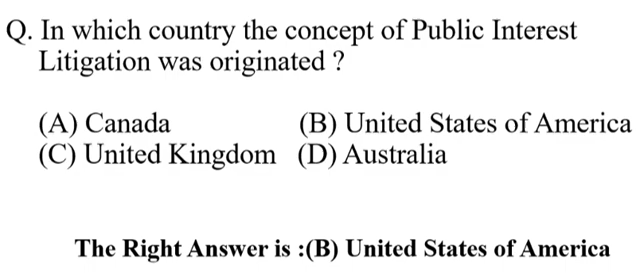 Q. In which country the concept of Public Interest
Litigation was originated ?
(A) Canada (B) United States of America
(C) United Kingdom (D) Australia
The Right Answer is :(B) United States of America